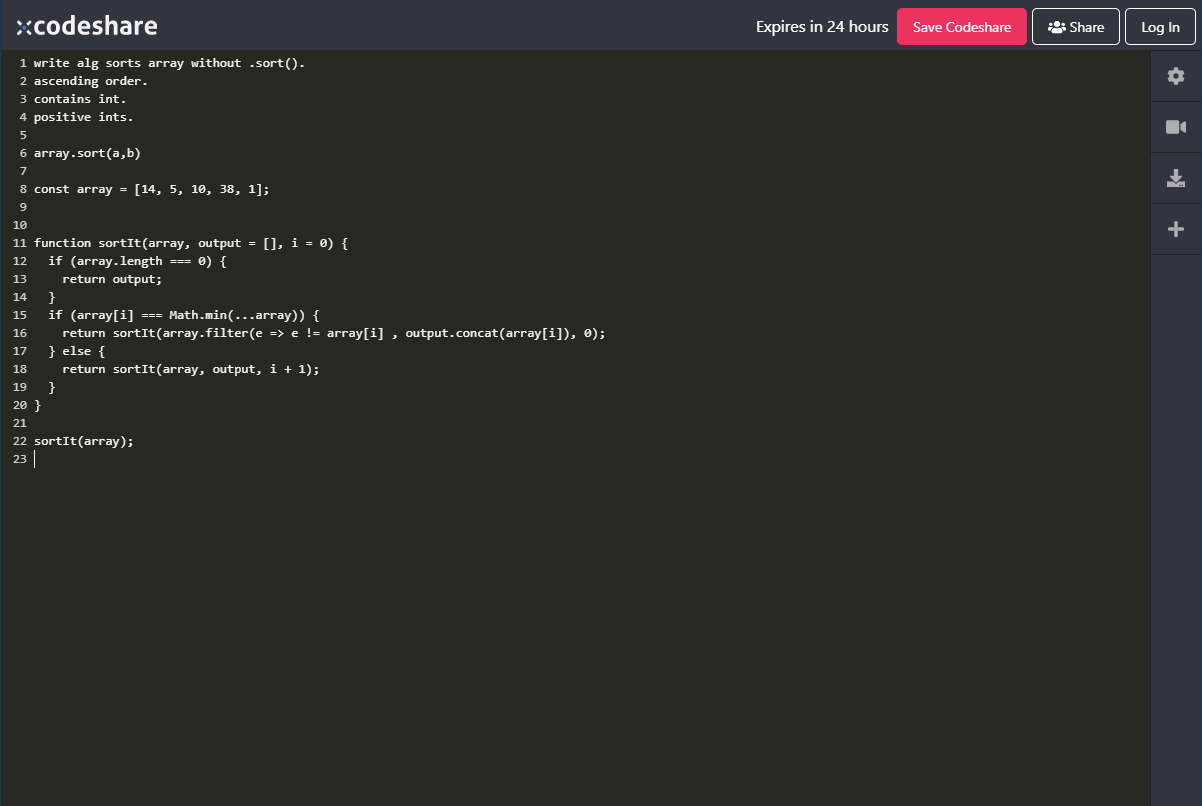 codeshare
Expires in 24 hours
Save Codeshare
Share
Log In
1 write alg sorts array without .sort().
2 ascending order.
3 contains int.
4 positive ints.
5
6 array.sort(a,b)
7
8 const array = [14, 5, 10, 38, 1];
9
10
11 function sortIt(array, output = [], i = 0) {
12   if (array.length === 0) {
13     return output;
14   }
15   if (array[i] === Math.min(...array)) {
16     return sortIt(array.filter(e => e != array[i] , output.concat(array[i]), 0);
17   } else {
18     return sortIt(array, output, i + 1);
19   }
20 }
21
22 sortIt(array);
23